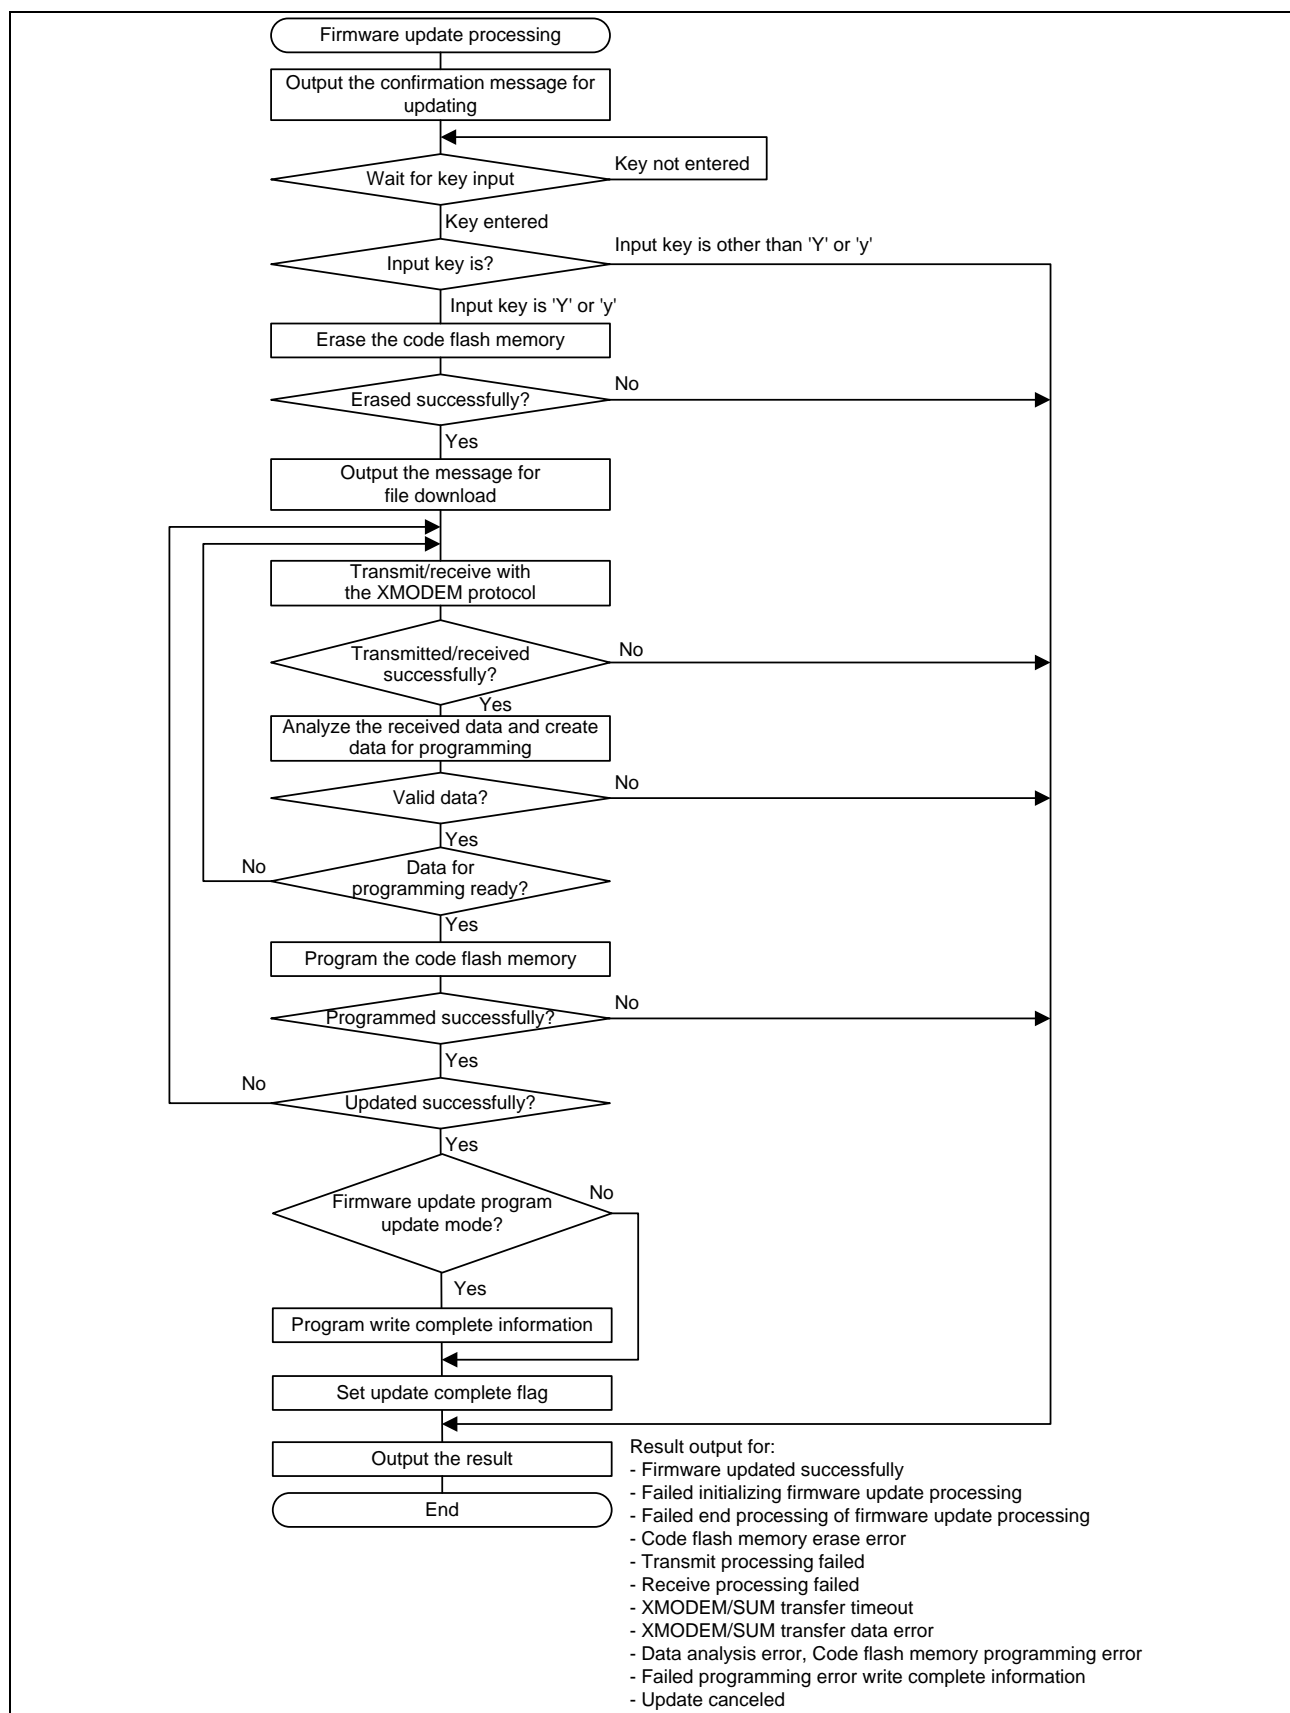 Firmware update processing
Output the confirmation message for
updating
Key not entered
Wait for key input
Key entered
Input key is other than 'Y' or 'y'
Input key is?
Input key is 'Y' or 'y'
Erase the code flash memory
No
Erased successfully?
Yes
Output the message for
file download
Transmit/receive with
the XMODEM protocol
No
Transmitted/received
successfully?
Yes
Analyze the received data and create
data for programming
No
Valid data?
Yes
No
Data for
programming ready?
Yes
Program the code flash memory
No
Programmed successfully?
Yes
No
Updated successfully?
Yes
No
Firmware update program
update mode?
Yes
Program write complete information
Set update complete flag
Output the result
End
Result output for:
- Firmware updated successfully
- Failed initializing firmware update processing
- Failed end processing of firmware update processing
- Code flash memory erase error
- Transmit processing failed
- Receive processing failed
- XMODEM/SUM transfer timeout
- XMODEM/SUM transfer data error
- Data analysis error, Code flash memory programming error
- Failed programming error write complete information
- Update canceled